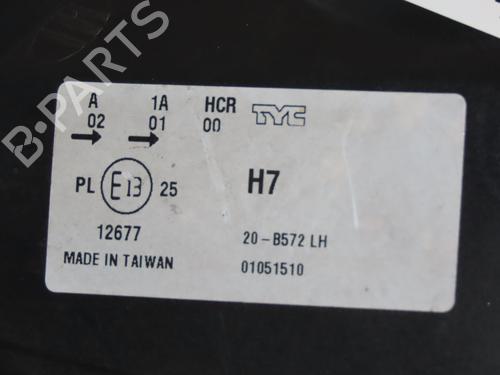 B-PARTS
A 1A HCR TYC
02 01 00
PL E13 25 H7
12677 20-B572 LH
MADE IN TAIWAN 01051510